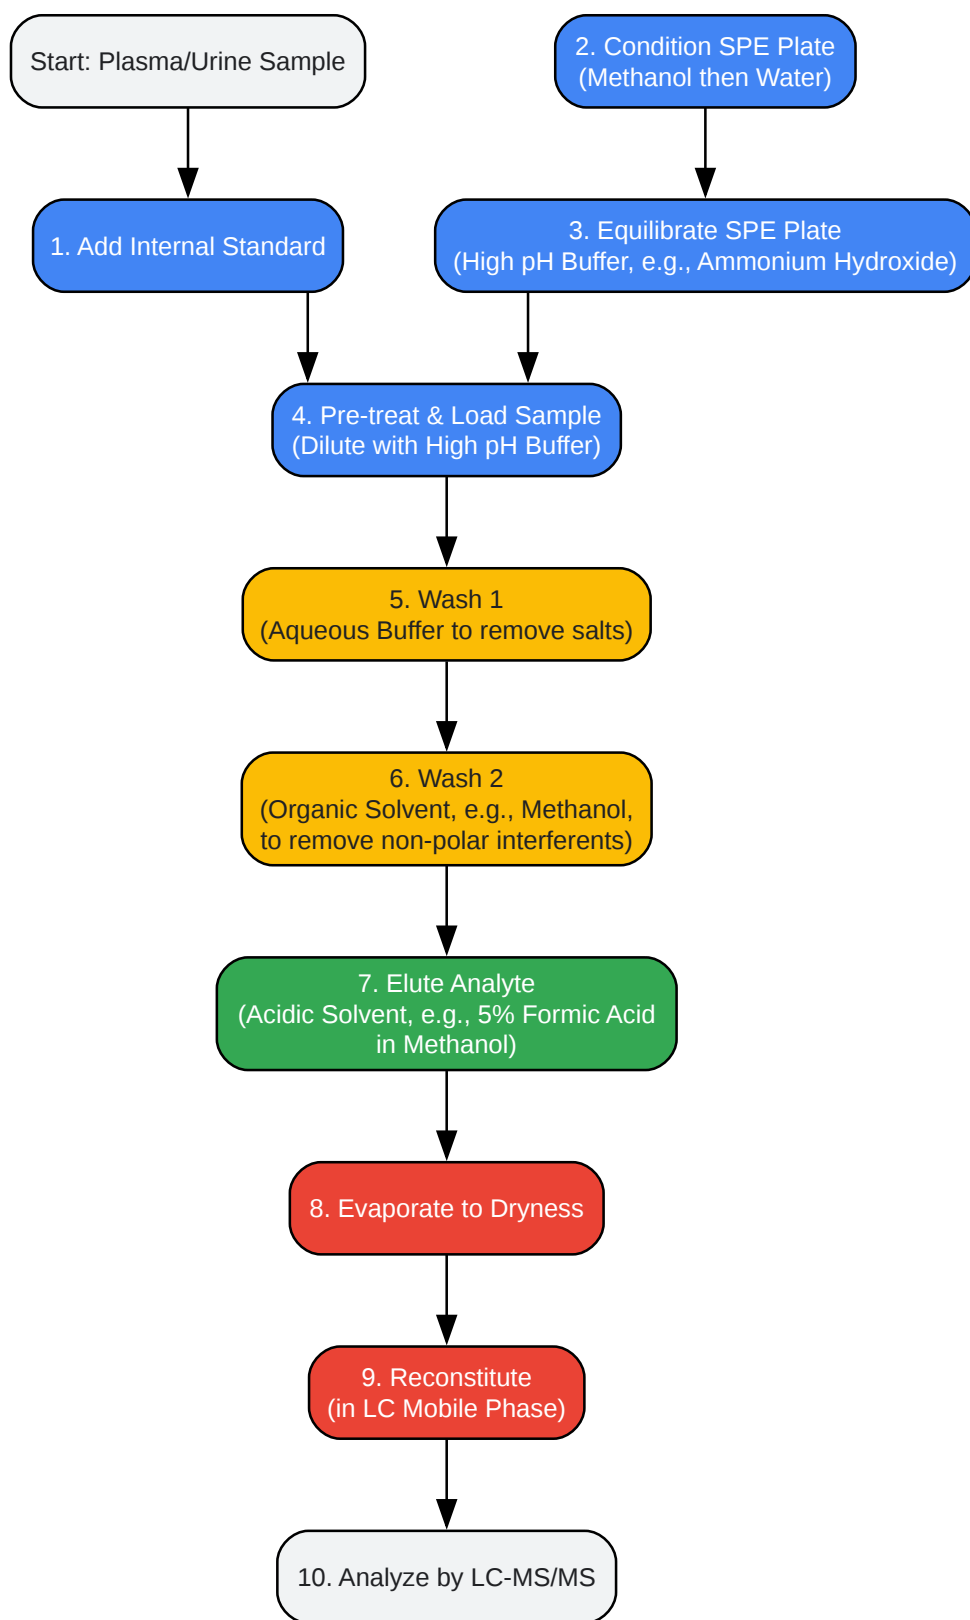 Start: Plasma/Urine Sample
2. Condition SPE Plate
(Methanol then Water)
1. Add Internal Standard
3. Equilibrate SPE Plate
(High pH Buffer, e.g., Ammonium Hydroxide)
4. Pre-treat & Load Sample
(Dilute with High pH Buffer)
5. Wash 1
(Aqueous Buffer to remove salts)
6. Wash 2
(Organic Solvent, e.g., Methanol,
to remove non-polar interferents)
7. Elute Analyte
(Acidic Solvent, e.g., 5% Formic Acid
in Methanol)
8. Evaporate to Dryness
9. Reconstitute
(in LC Mobile Phase)
10. Analyze by LC-MS/MS